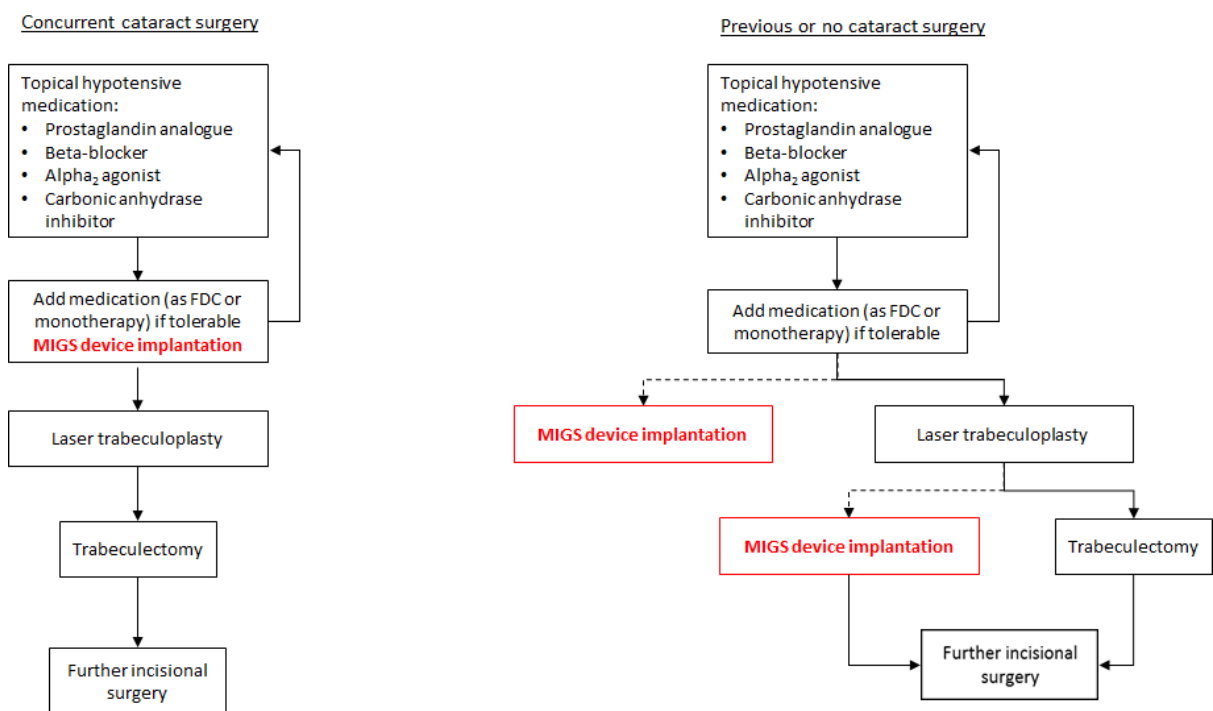 Concurrent cataract surgery
Topical hypotensive
medication:
• Prostaglandin analogue
• Beta-blocker
• Alpha₂ agonist
• Carbonic anhydrase
inhibitor
Add medication (as FDC or
monotherapy) if tolerable
MIGS device implantation
Laser trabeculoplasty
Trabeculectomy
Further incisional
surgery
Previous or no cataract surgery
Topical hypotensive
medication:
• Prostaglandin analogue
• Beta-blocker
• Alpha₂ agonist
• Carbonic anhydrase
inhibitor
Add medication (as FDC or
monotherapy) if tolerable
MIGS device implantation
Laser trabeculoplasty
MIGS device implantation
Trabeculectomy
Further incisional
surgery